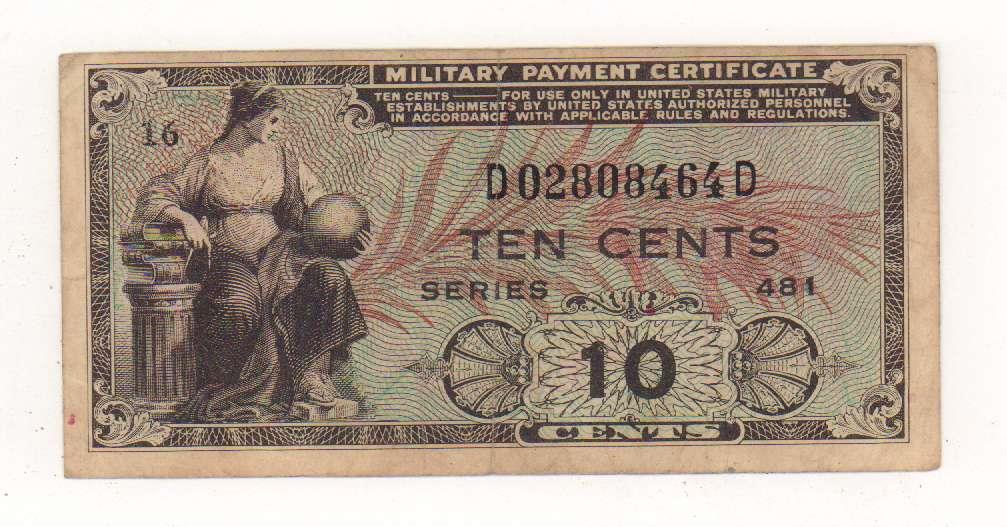 MILITARY PAYMENT CERTIFICATE
TEN CENTS — FOR USE ONLY IN UNITED STATES MILITARY
ESTABLISHMENTS BY UNITED STATES AUTHORIZED PERSONNEL
IN ACCORDANCE WITH APPLICABLE RULES AND REGULATIONS.
16
D02808464D
TEN CENTS
SERIES 481
10
CENTS